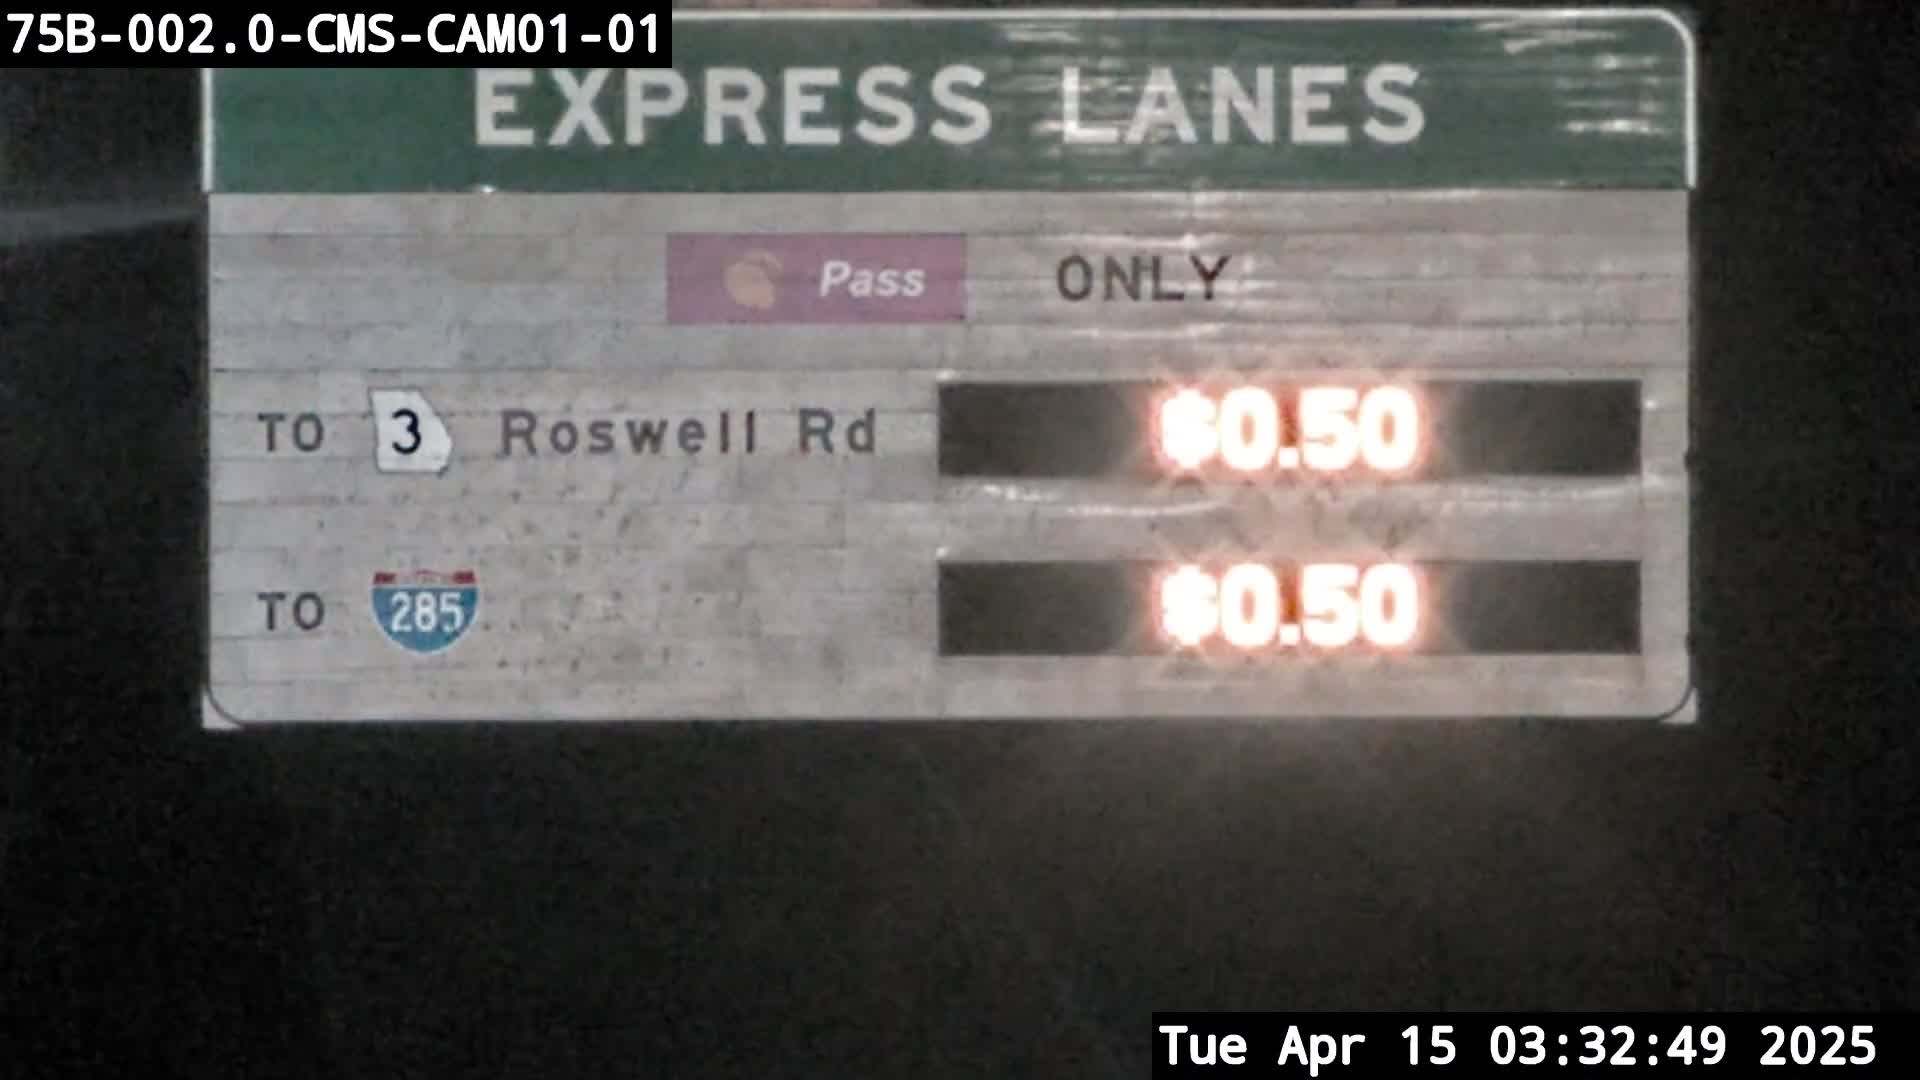 75B-002.0-CMS-CAM01-01
EXPRESS LANES
Pass ONLY
TO 3 Roswell Rd $0.50
TO 285 $0.50
Tue Apr 15 03:32:49 2025